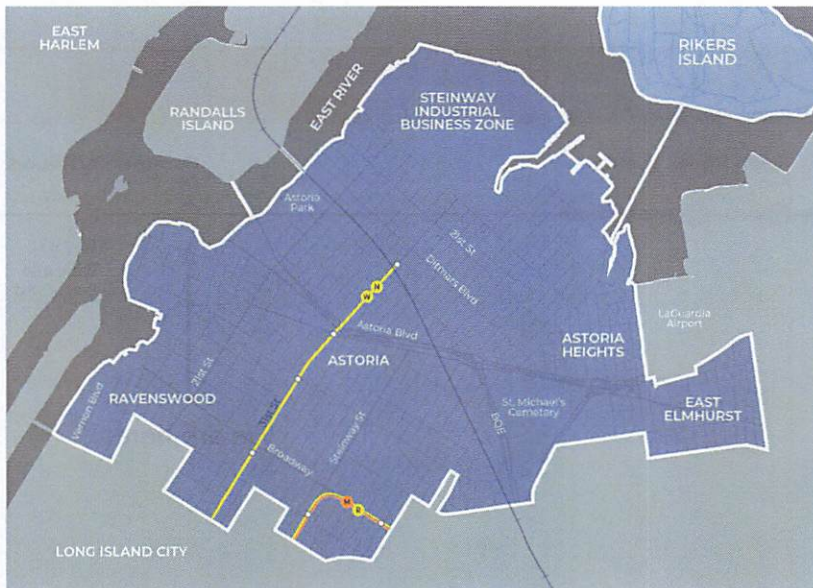 EAST
HARLEM
RIKERS
ISLAND
STEINWAY
INDUSTRIAL
BUSINESS ZONE
RANDALLS
ISLAND
EAST RIVER
Astoria
Park
21st St
Ditmars Blvd
W
N
LaGuardia
Airport
Astoria Blvd
ASTORIA
HEIGHTS
ASTORIA
21st St
RAVENSWOOD
Vernon Blvd
31st St
Steinway St
St. Michael's
Cemetery
BQE
EAST
ELMHURST
Broadway
M
R
LONG ISLAND CITY